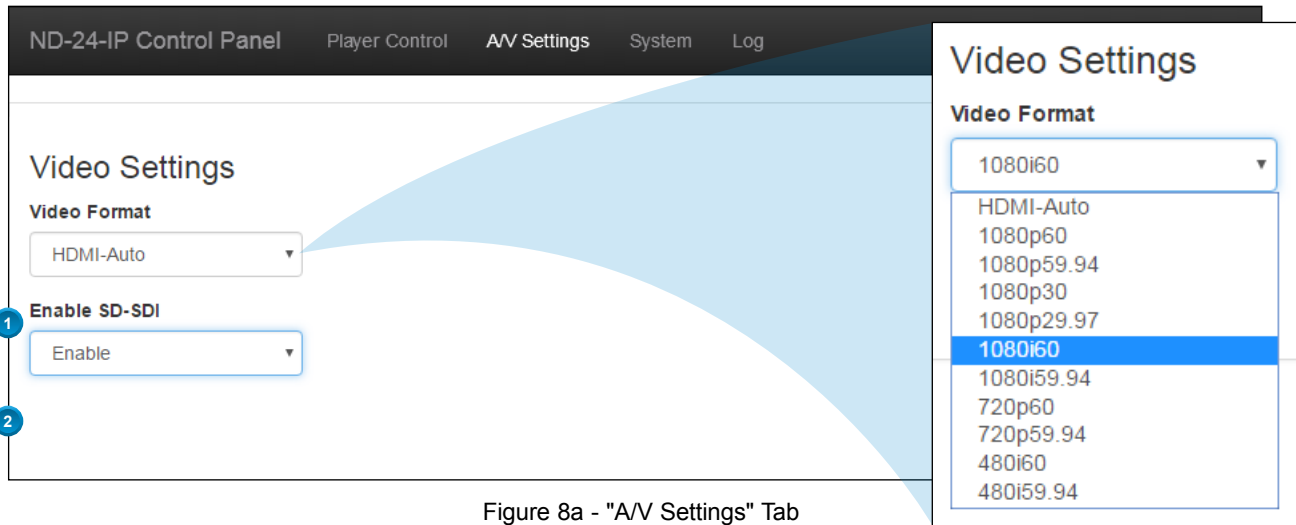 ND-24-IP Control Panel Player Control A/V Settings System Log
Video Settings
Video Format
HDMI-Auto
Enable SD-SDI
1
Enable
2
Video Settings
Video Format
1080i60
HDMI-Auto
1080p60
1080p59.94
1080p30
1080p29.97
1080i60
1080i59.94
720p60
720p59.94
480i60
480i59.94
Figure 8a - "A/V Settings" Tab